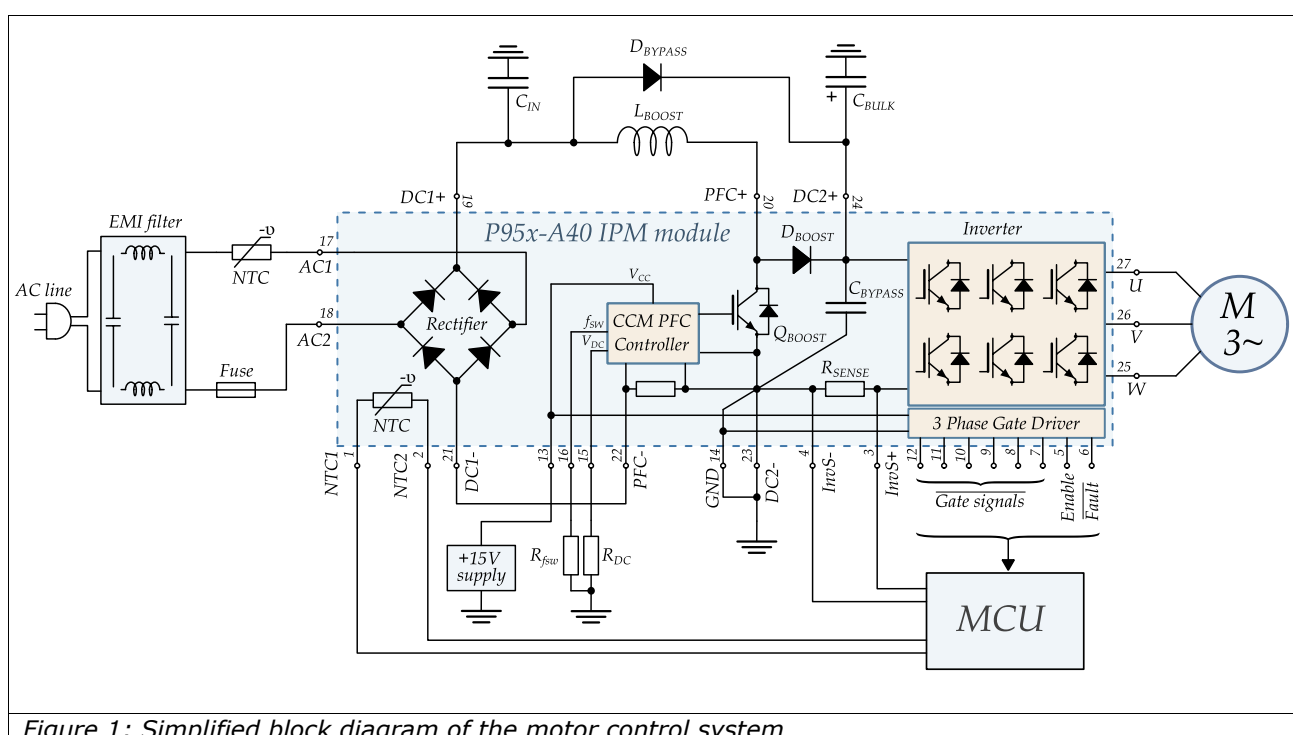 D_BYPASS
C_IN
+
C_BULK
L_BOOST
DC1+
19
PFC+
20
DC2+
24
EMI filter
P95x-A40 IPM module
D_BOOST
Inverter
-υ
NTC
17
AC1
AC line
18
AC2
Fuse
Rectifier
V_CC
f_SW
V_DC
CCM PFC
Controller
Q_BOOST
C_BYPASS
R_SENSE
27
U
26
V
25
W
M
3~
-υ
NTC
3 Phase Gate Driver
NTC1
1
NTC2
2
21
DC1-
13
16
15
22
PFC-
GND
14
23
DC2-
4
InvS-
3
InvS+
12
11
10
9
8
7
5
6
Gate signals
Enable
Fault
+15V
supply
R_fsw
R_DC
MCU
Figure 1: Simplified block diagram of the motor control system